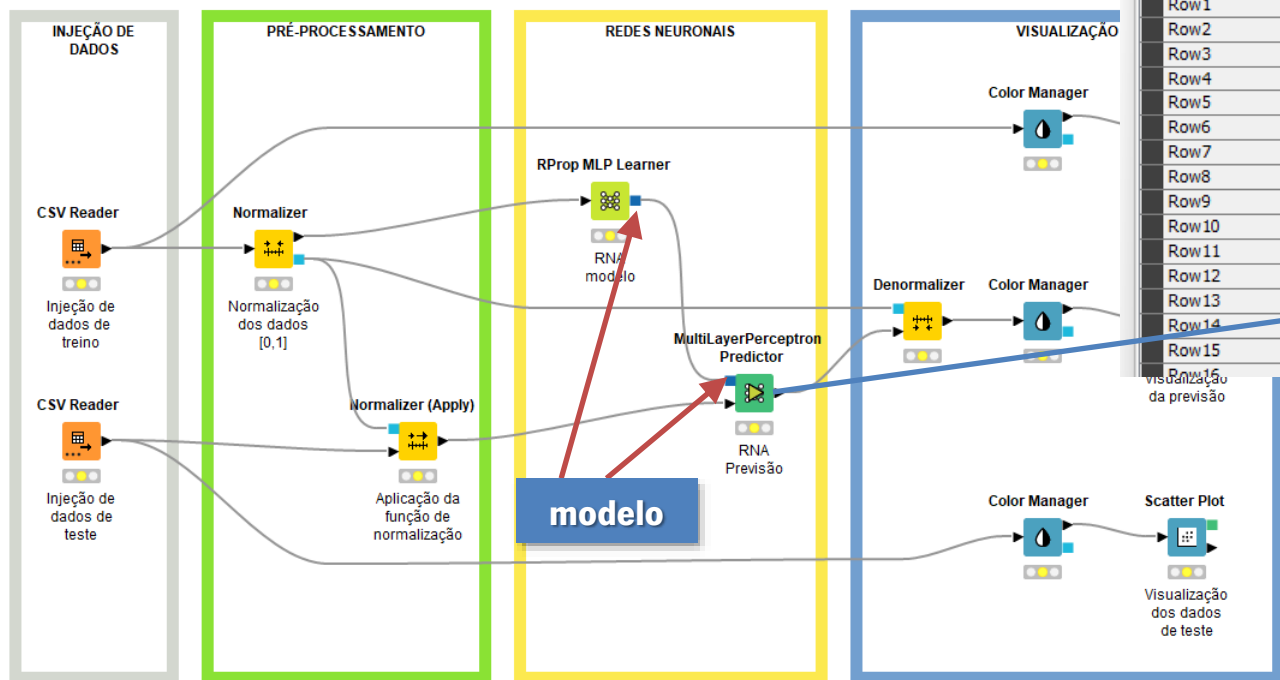 INJEÇÃO DE
DADOS
PRÉ-PROCESSAMENTO
REDES NEURONAIS
VISUALIZAÇÃO
Row1
Row2
Row3
Row4
Row5
Row6
Row7
Row8
Row9
Row10
Row11
Row12
Row13
Row14
Row15
Row16
Color Manager
RProp MLP Learner
RNA
modelo
CSV Reader
Injeção de
dados de
treino
Normalizer
Normalização
dos dados
[0,1]
Denormalizer
Color Manager
Visualização
da previsão
MultiLayerPerceptron
Predictor
RNA
Previsão
CSV Reader
Injeção de
dados de
teste
Normalizer (Apply)
Aplicação da
função de
normalização
modelo
Color Manager
Scatter Plot
Visualização
dos dados
de teste